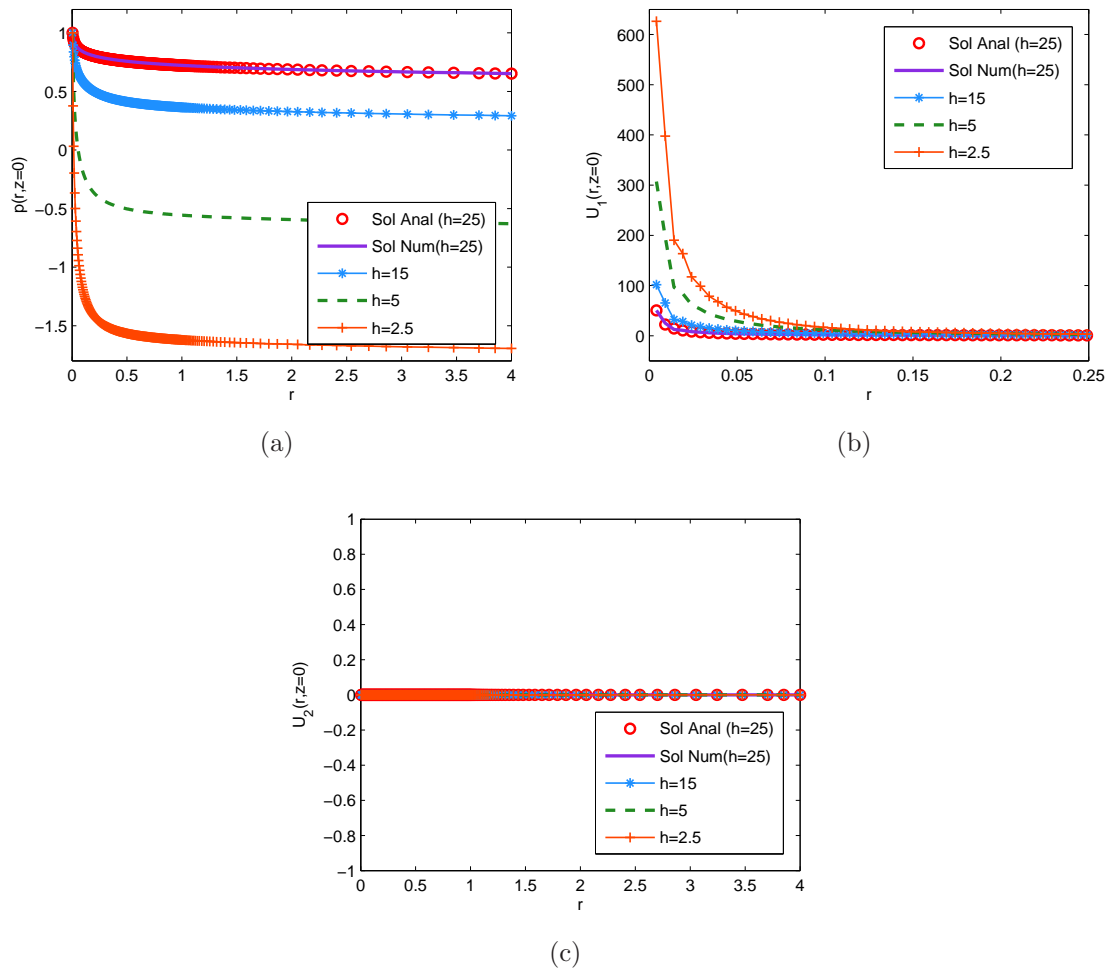 1
0.5
0
−0.5
−1
−1.5
p(r,z=0)
0 0.5 1 1.5 2 2.5 3 3.5 4
r
Sol Anal (h=25)
Sol Num(h=25)
h=15
h=5
h=2.5
(a)
650
600
500
400
300
200
100
0
U1(r,z=0)
0 0.05 0.1 0.15 0.2 0.25
r
Sol Anal (h=25)
Sol Num(h=25)
h=15
h=5
h=2.5
(b)
1
0.8
0.6
0.4
0.2
0
−0.2
−0.4
−0.6
−0.8
−1
U2(r,z=0)
0 0.5 1 1.5 2 2.5 3 3.5 4
r
Sol Anal (h=25)
Sol Num(h=25)
h=15
h=5
h=2.5
(c)